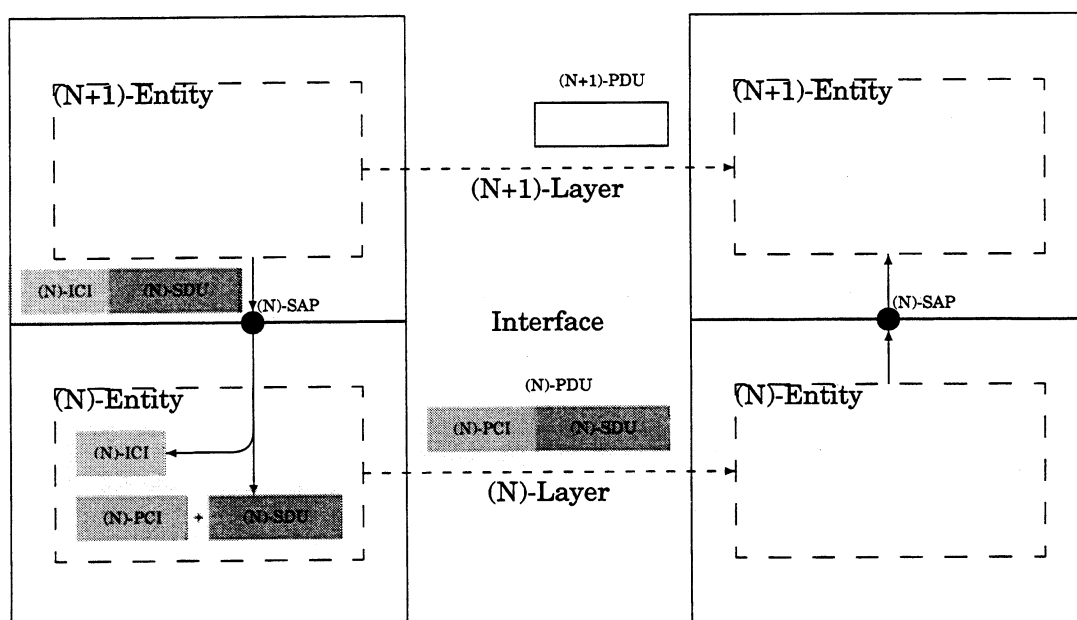 (N+1)-Entity
(N+1)-PDU
(N+1)-Entity
(N+1)-Layer
(N)-ICI
(N)-SDU
(N)-SAP
(N)-SAP
Interface
(N)-Entity
(N)-PDU
(N)-Entity
(N)-PCI
(N)-SDU
(N)-ICI
(N)-Layer
(N)-PCI
+
(N)-SDU